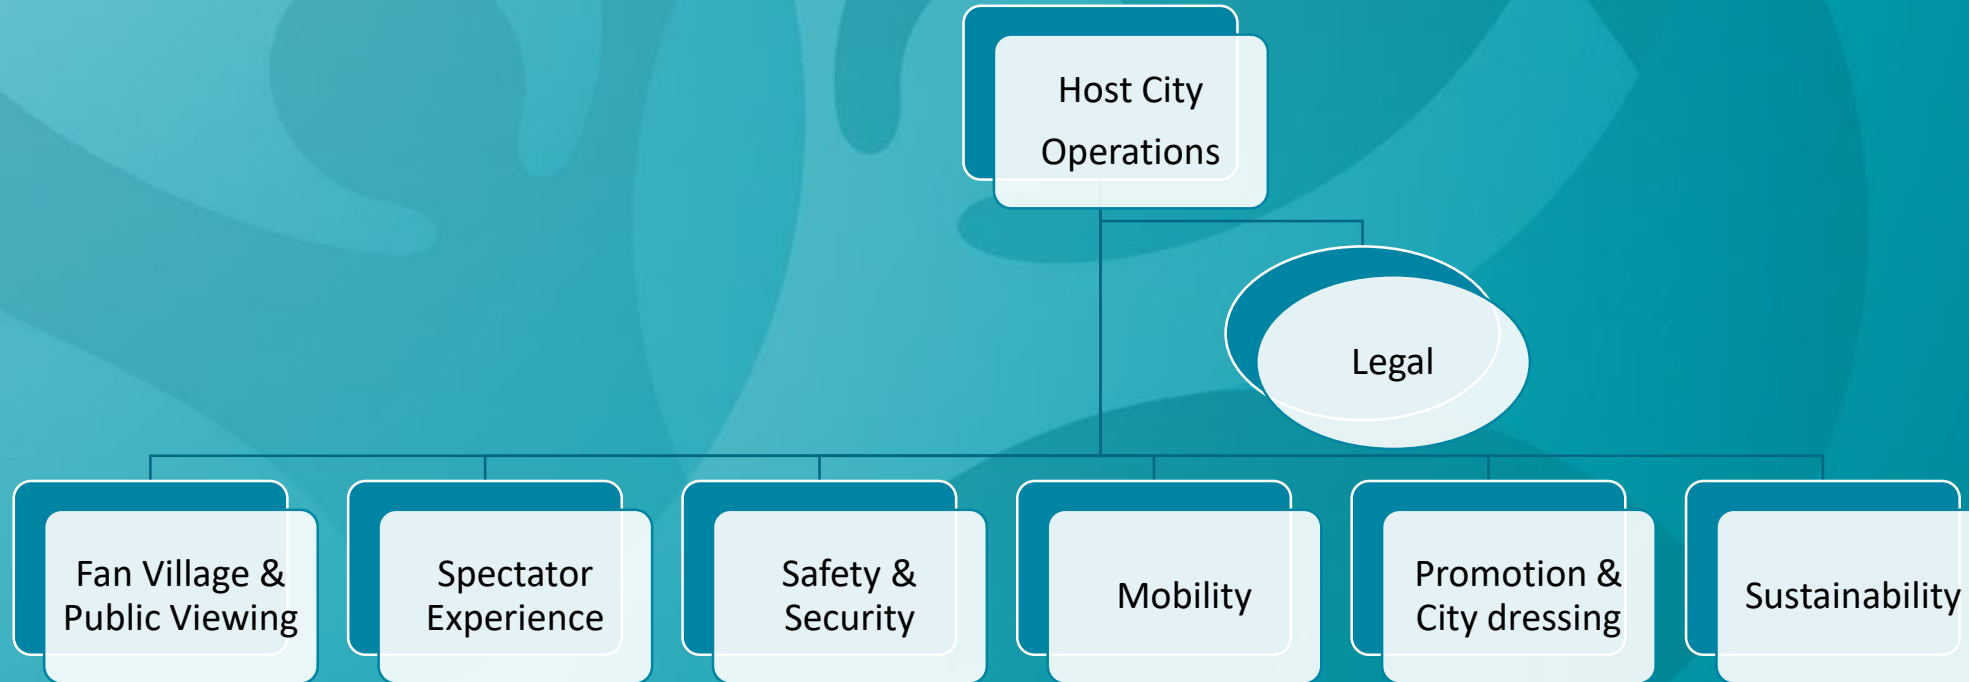 Host City
Operations
Legal
Fan Village &
Public Viewing
Spectator
Experience
Safety &
Security
Mobility
Promotion &
City dressing
Sustainability